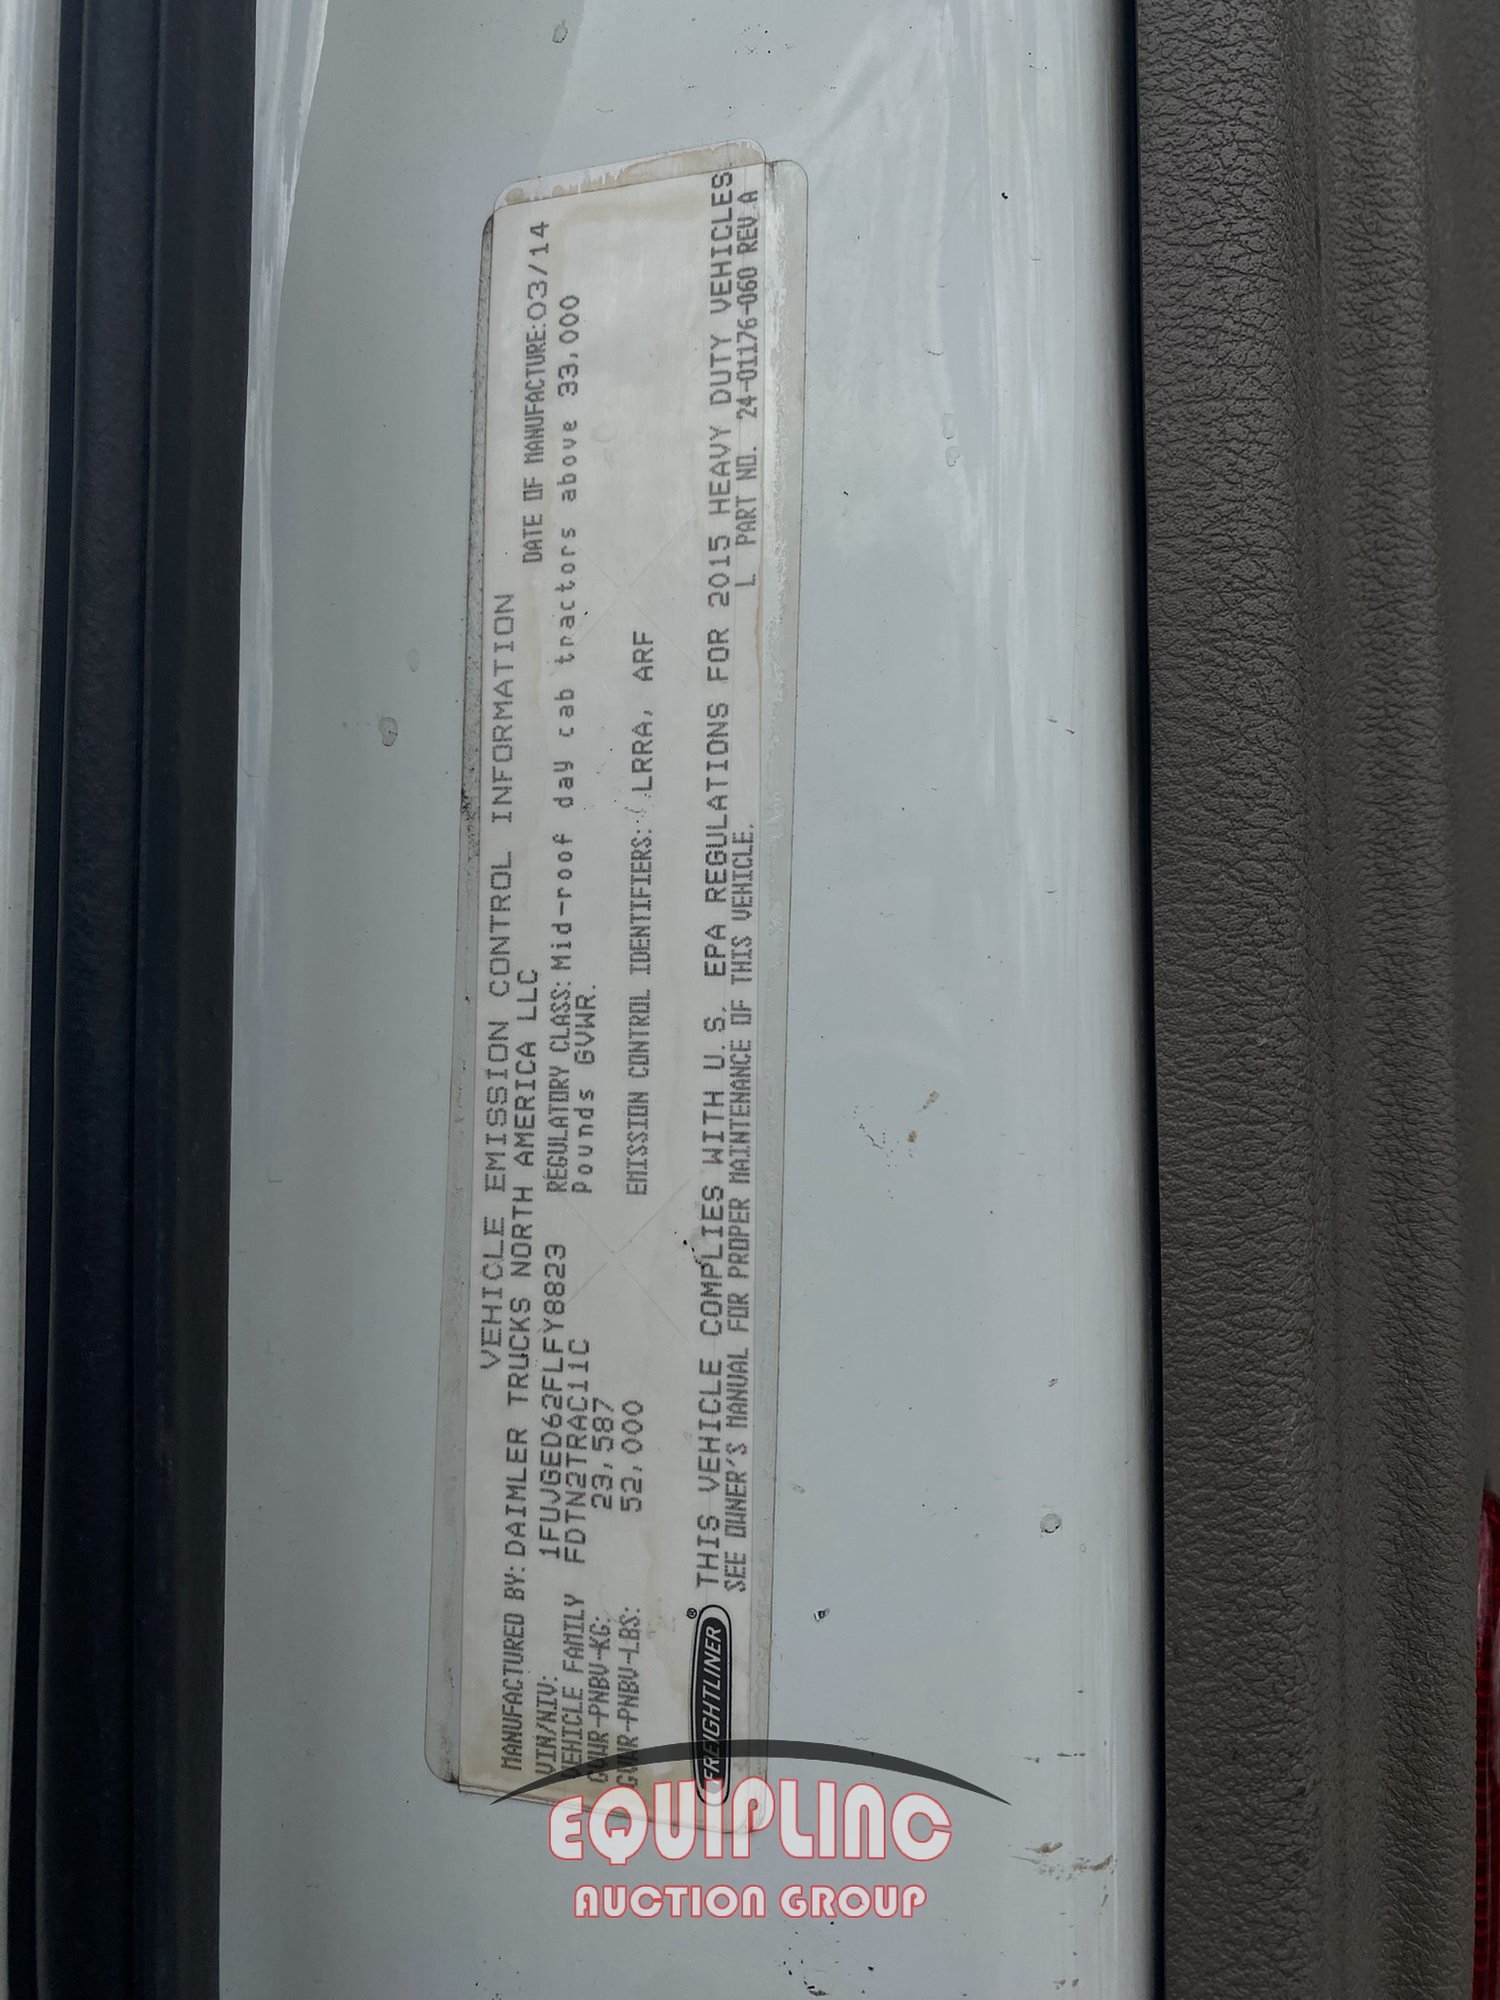 VEHICLE EMISSION CONTROL INFORMATION
MANUFACTURED BY: DAIMLER TRUCKS NORTH AMERICA LLC DATE OF MANUFACTURE: 03/14
VIN/NIV: 1FUJGED62FLFY8823 REGULATORY CLASS: Mid-roof day cab tractors above 33,000
VEHICLE FAMILY FDTN2TRAC11C Pounds GVWR.
GVWR-PNBV-KG: 23,587
GVWR-PNBV-LBS: 52,000 EMISSION CONTROL IDENTIFIERS: LRRA, ARF
FREIGHTLINER®
THIS VEHICLE COMPLIES WITH U.S. EPA REGULATIONS FOR 2015 HEAVY DUTY VEHICLES
SEE OWNER'S MANUAL FOR PROPER MAINTENANCE OF THIS VEHICLE. L PART NO. 24-01176-060 REV A
EQUIPLINC
AUCTION GROUP